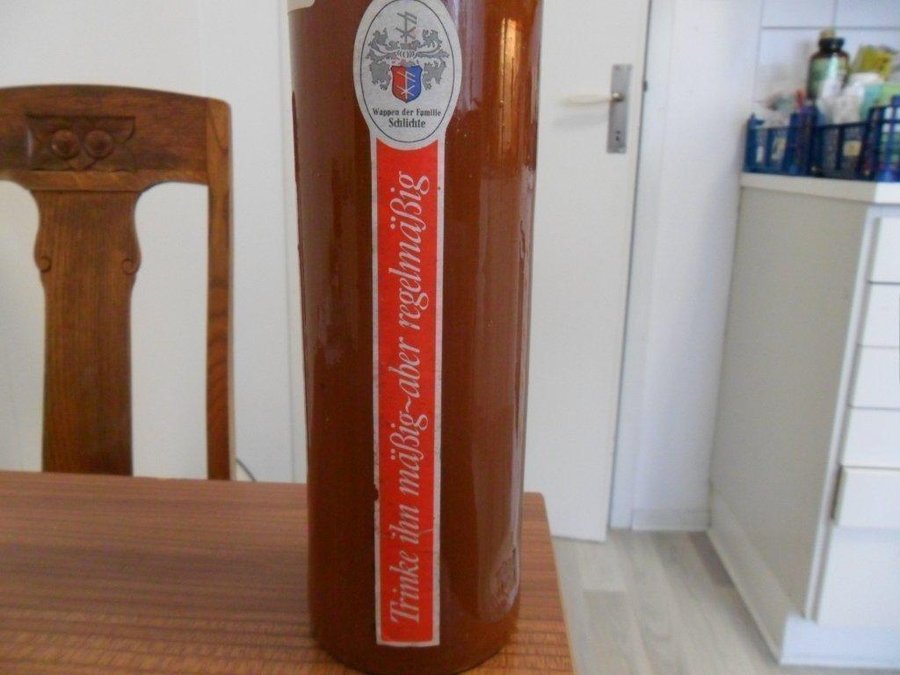 Wappen der Familie
Schlichte
Trinke ihn mäßig~aber regelmäßig